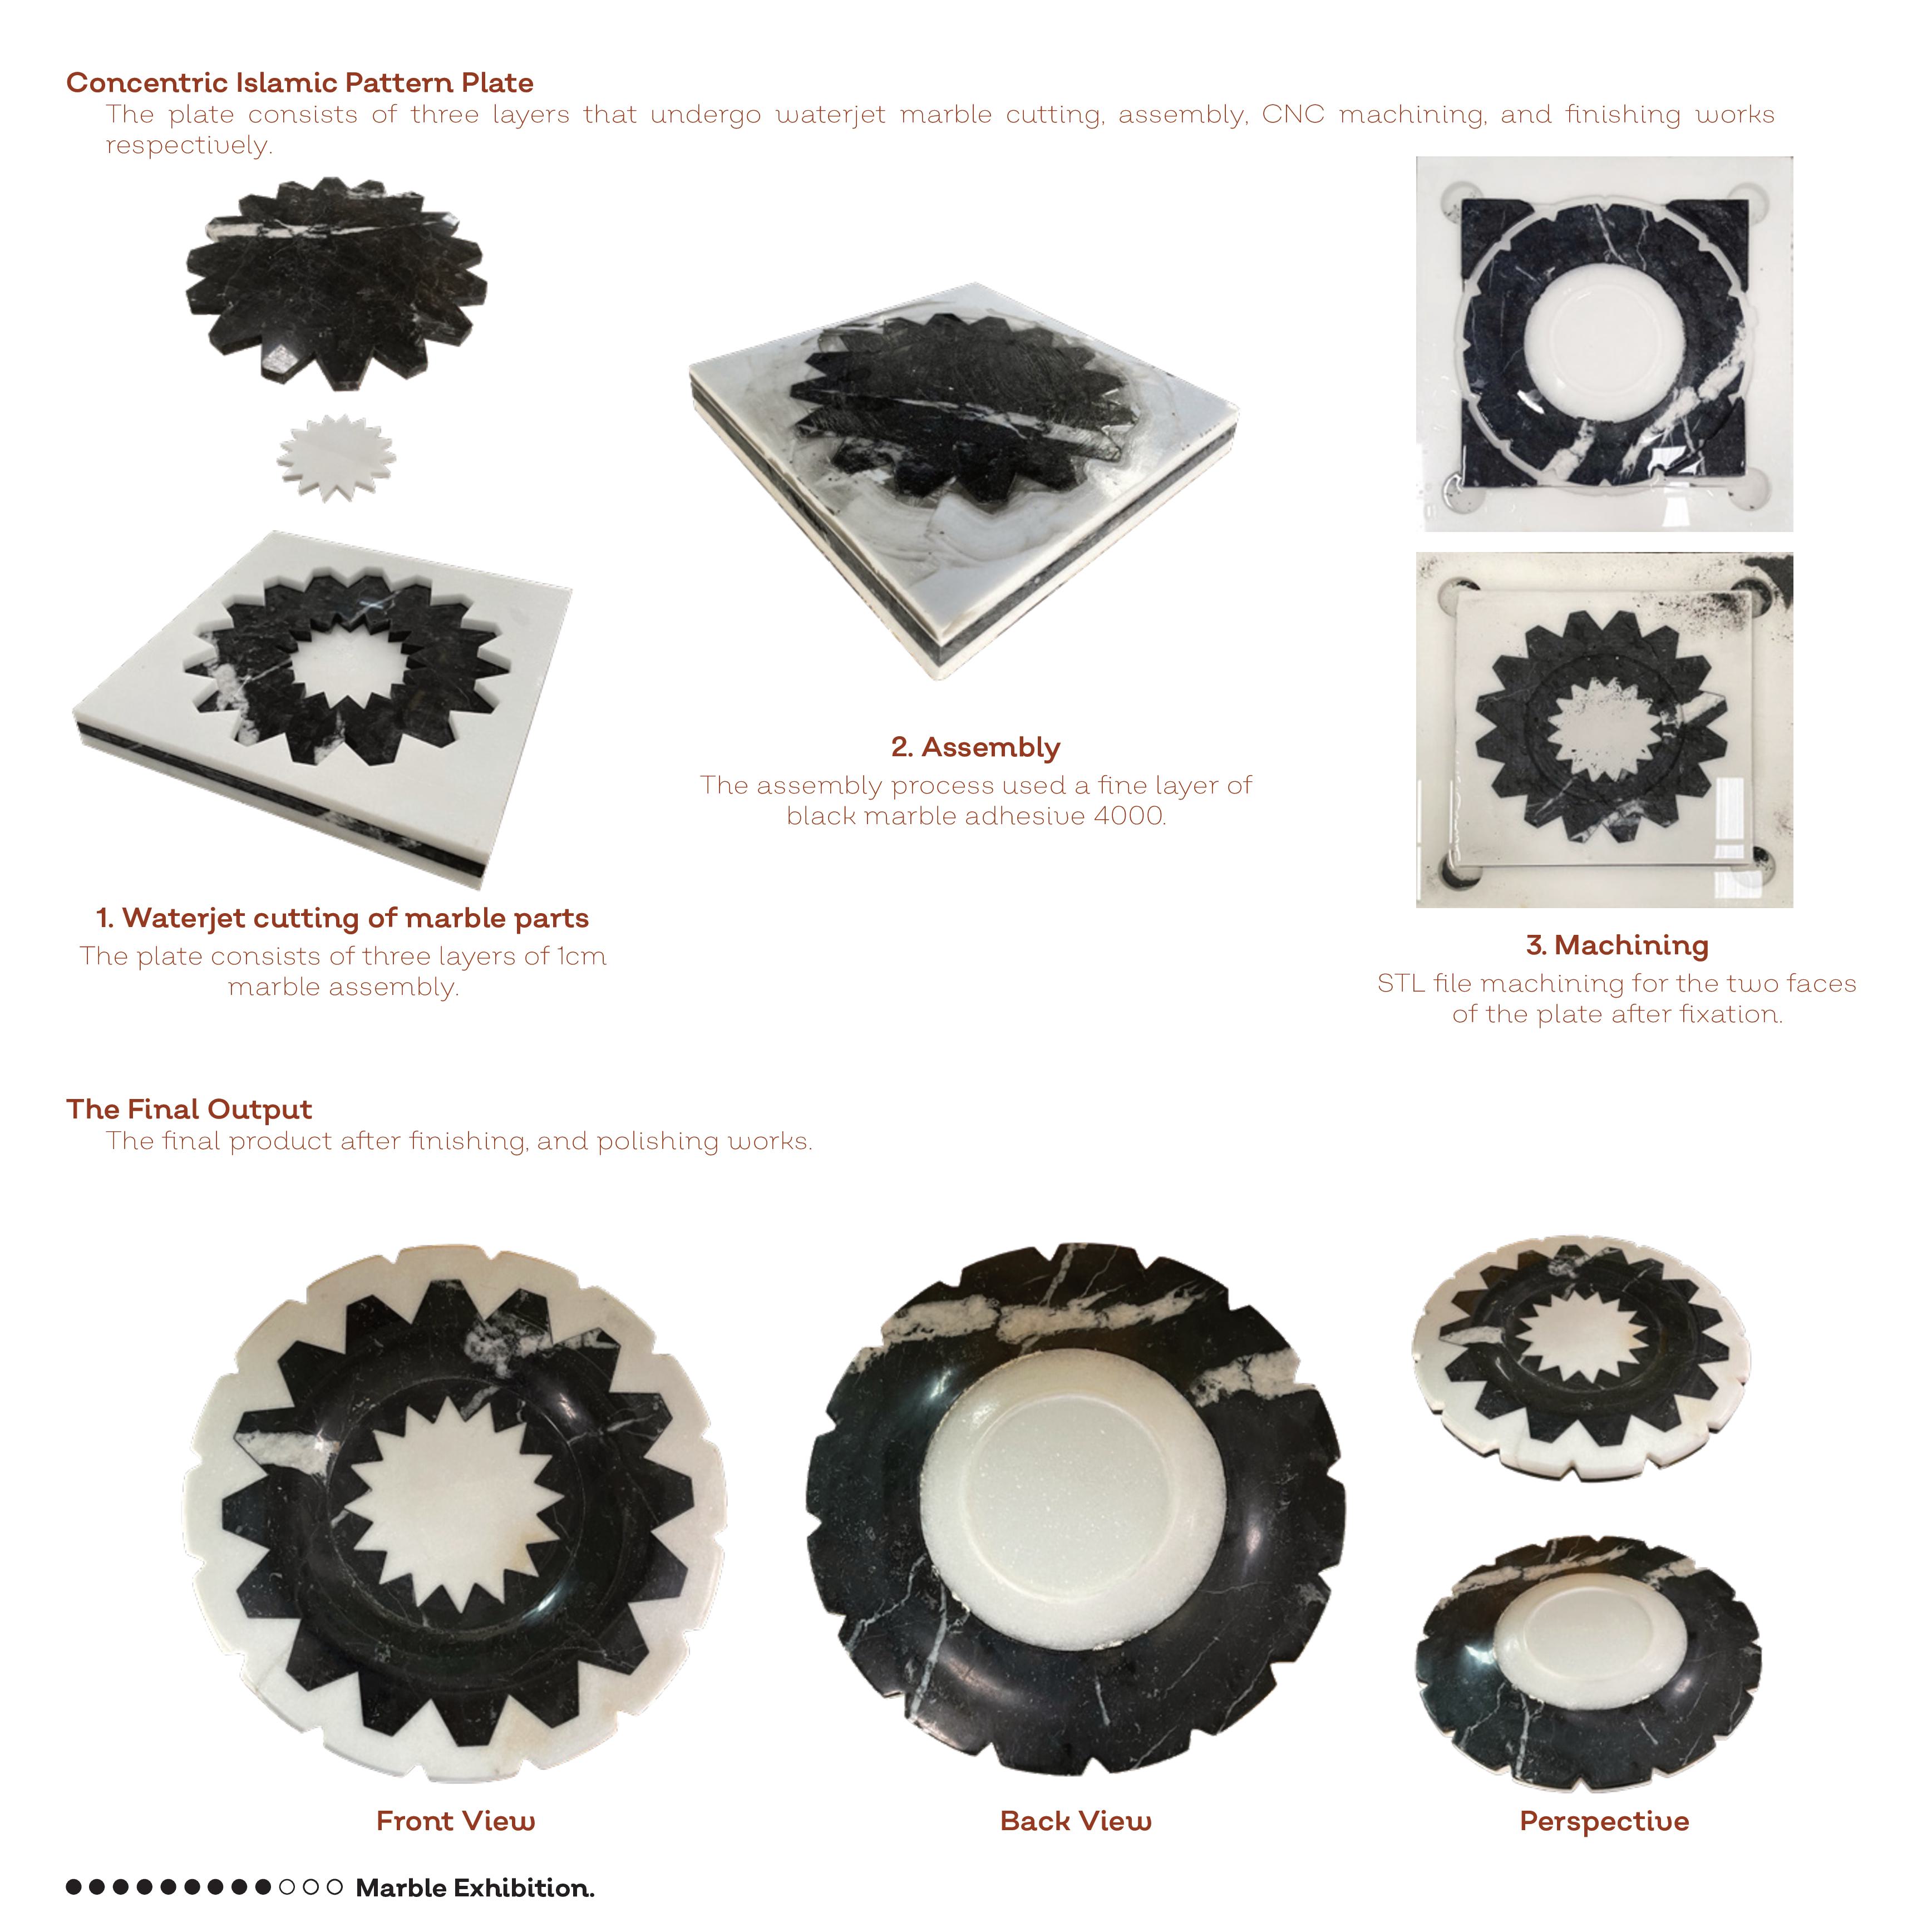 Concentric Islamic Pattern Plate
The plate consists of three layers that undergo waterjet marble cutting, assembly, CNC machining, and finishing works
respectively.
1. Waterjet cutting of marble parts
The plate consists of three layers of 1cm
marble assembly.
2. Assembly
The assembly process used a fine layer of
black marble adhesive 4000.
3. Machining
STL file machining for the two faces
of the plate after fixation.
The Final Output
The final product after finishing, and polishing works.
Front View
Back View
Perspective
Marble Exhibition.